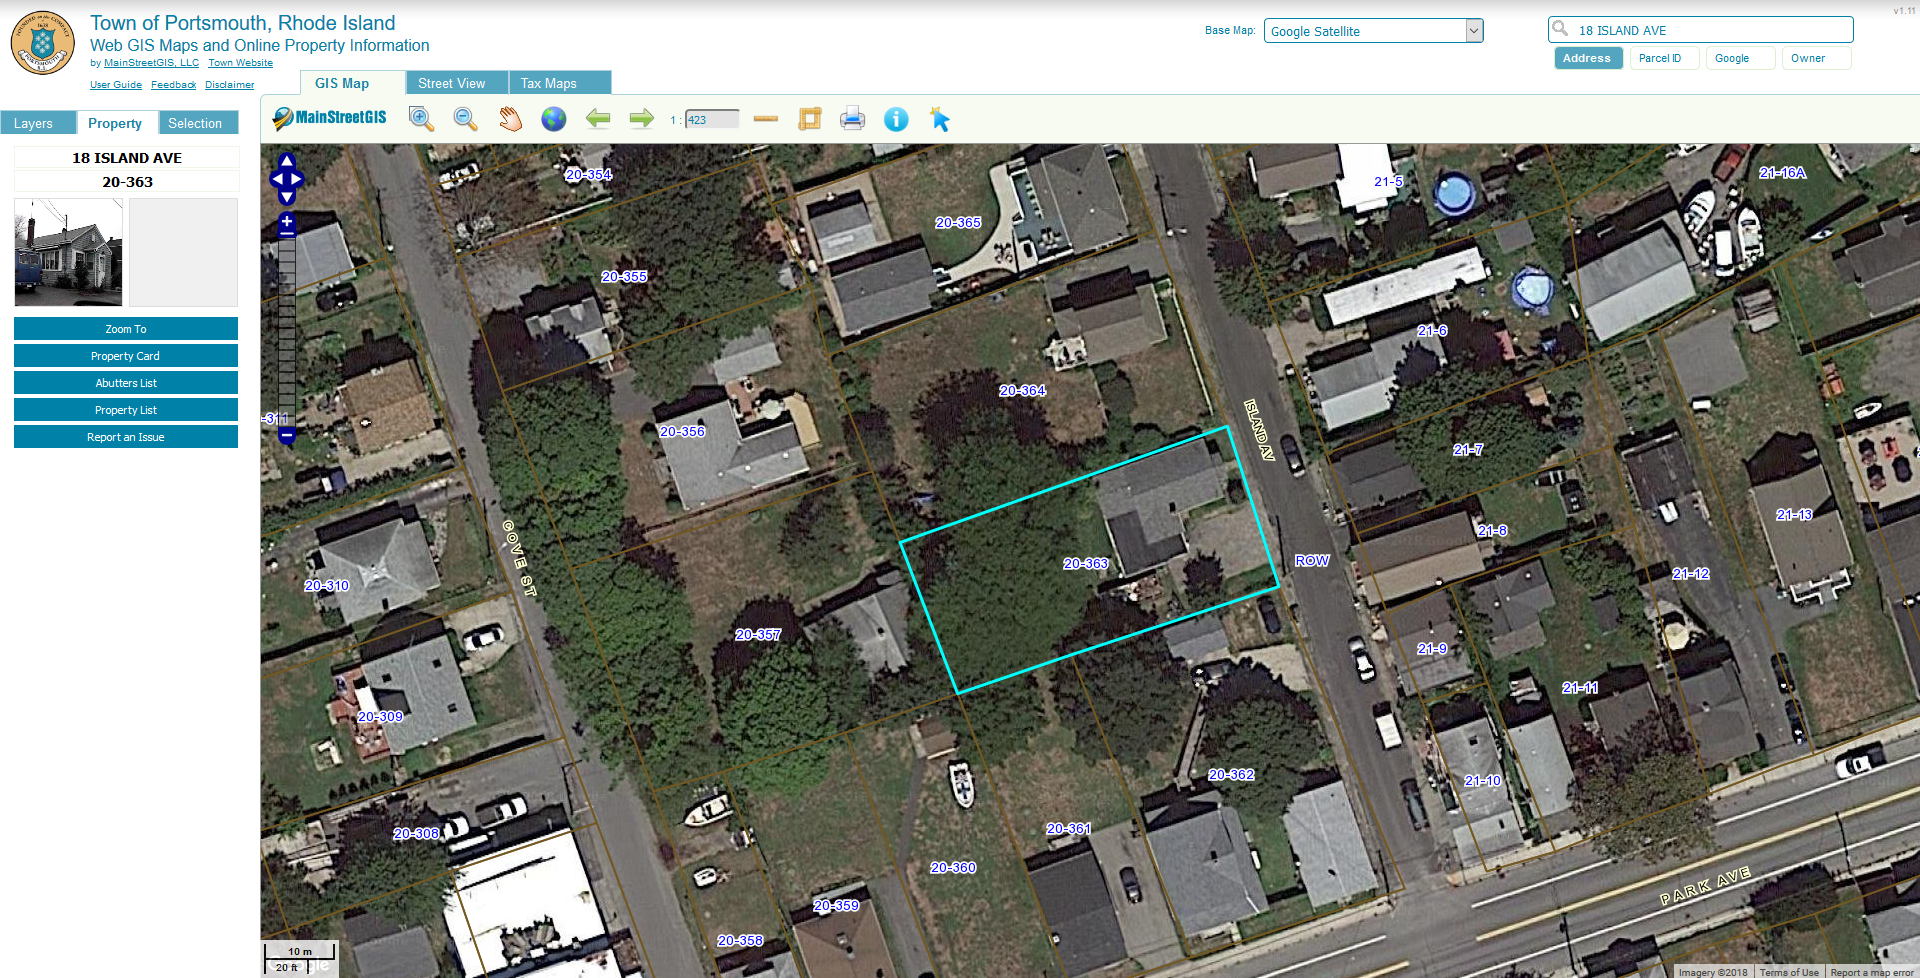 v1.11
Town of Portsmouth, Rhode Island
Web GIS Maps and Online Property Information
by MainStreetGIS, LLC Town Website
User Guide Feedback Disclaimer
Base Map: Google Satellite
18 ISLAND AVE
Address Parcel ID Google Owner
GIS Map Street View Tax Maps
Layers Property Selection
MainStreetGIS
1 : 423
18 ISLAND AVE
20-363
Zoom To
Property Card
Abutters List
Property List
Report an Issue
20-354
21-5
21-16A
20-365
20-355
21-6
20-364
-311
20-356
ISLAND AV
21-7
21-13
21-8
COVE ST
ROW
20-363
21-12
20-310
20-357
21-9
21-11
20-309
20-362
21-10
20-308
20-361
20-360
PARK AVE
20-359
20-358
10 m
20 ft
Google
Imagery ©2018 Terms of Use Report a map error